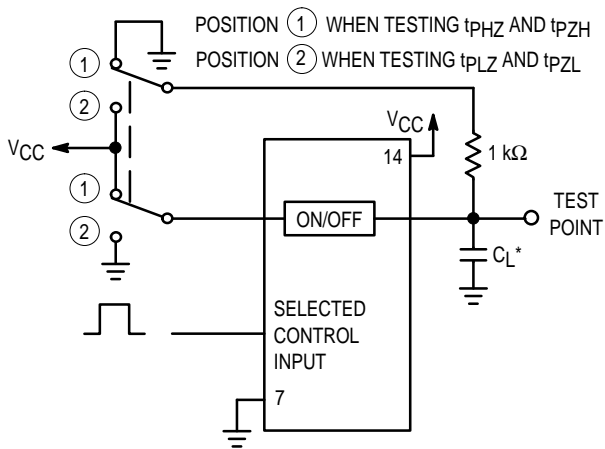 POSITION 1 WHEN TESTING tPHZ AND tPZH
POSITION 2 WHEN TESTING tPLZ AND tPZL
1
2
VCC
1
2
VCC
14
1 kΩ
ON/OFF
TEST
POINT
CL*
SELECTED
CONTROL
INPUT
7